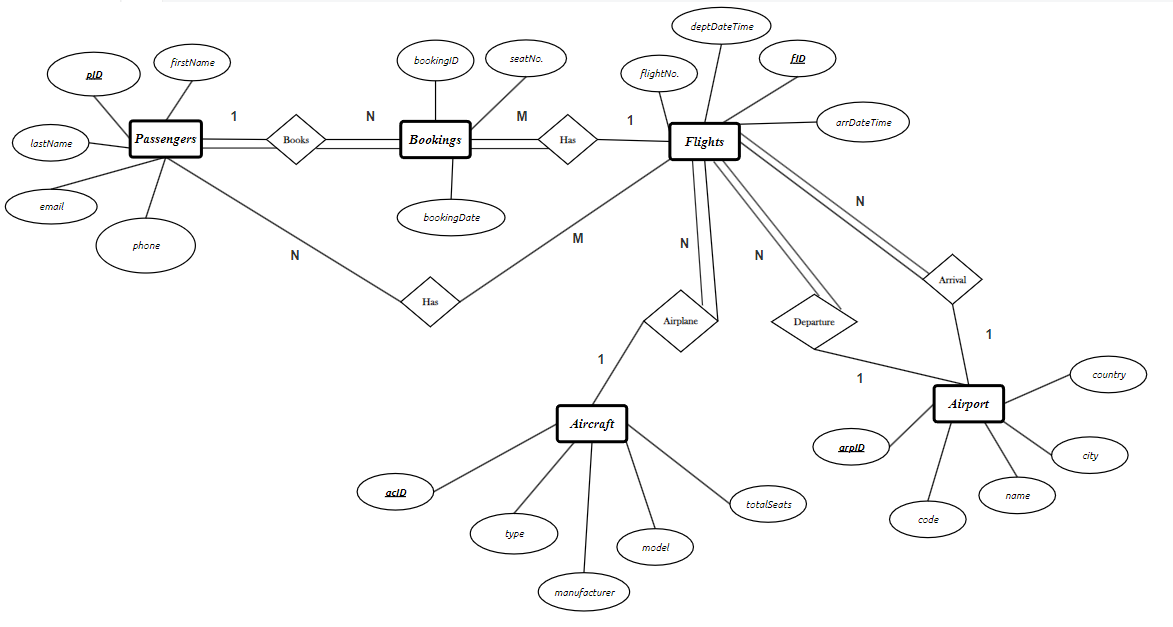 deptDateTime
bookingID
seatNo.
fID
firstName
pID
flightNo.
1
N
M
1
arrDateTime
Passengers
Books
Bookings
Has
Flights
lastName
N
email
bookingDate
M
N
phone
N
N
Arrival
Has
Airplane
Departure
1
1
1
country
Airport
Aircraft
arpID
city
acID
name
totalSeats
code
type
model
manufacturer